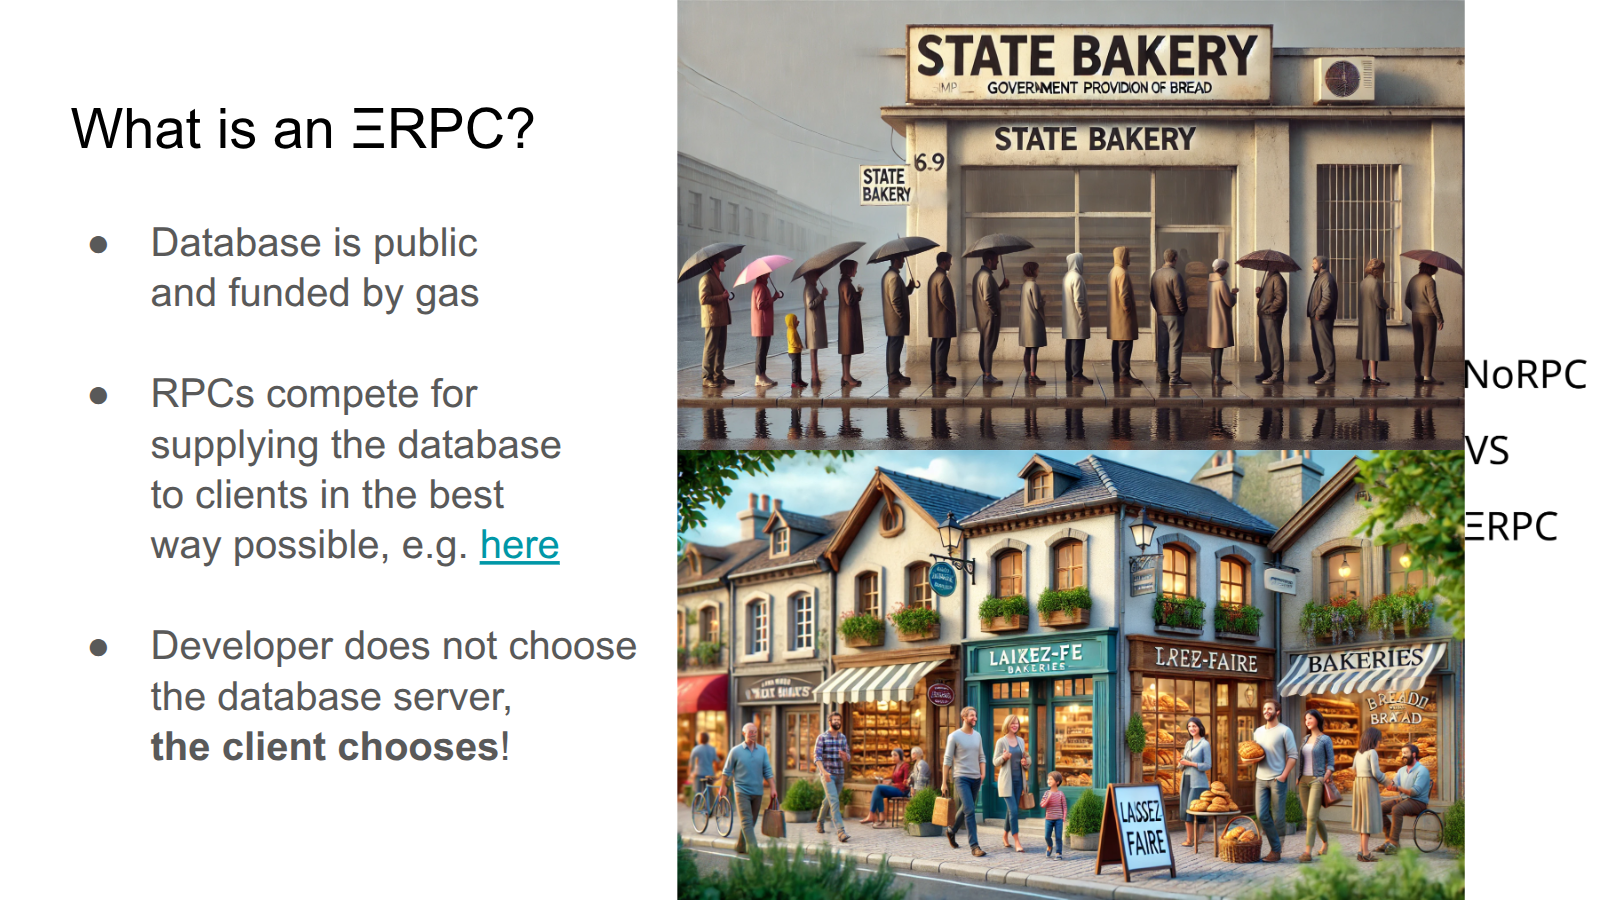 What is an ΞRPC?
● Database is public
and funded by gas
● RPCs compete for
supplying the database
to clients in the best
way possible, e.g. here
● Developer does not choose
the database server,
the client chooses!
STATE BAKERY
IMP
GOVERNMENT PROVIDION OF BREAD
STATE BAKERY
6.9
STATE
BAKERY
NoRPC
VS
ΞRPC
LAIXEZ-FE
BAKERIES
LREZ-FAIRE
BAKERIES
BREADD
BRXAD
LAISSEZ
FAIRE